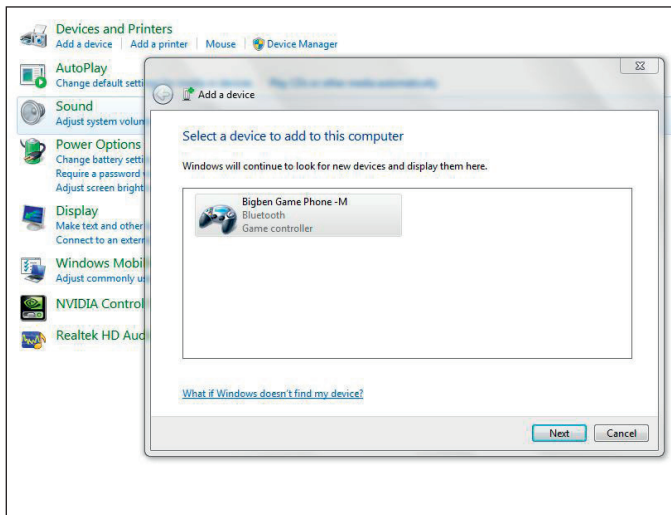 Devices and Printers
Add a device Add a printer Mouse Device Manager
AutoPlay
Change default setti
Sound
Adjust system volum
Power Options
Change battery setti
Require a password
Adjust screen bright
Display
Make text and other
Connect to an extern
Windows Mobil
Adjust commonly u
NVIDIA Control
Realtek HD Aud
Add a device
Select a device to add to this computer
Windows will continue to look for new devices and display them here.
Bigben Game Phone -M
Bluetooth
Game controller
What if Windows doesn't find my device?
Next Cancel